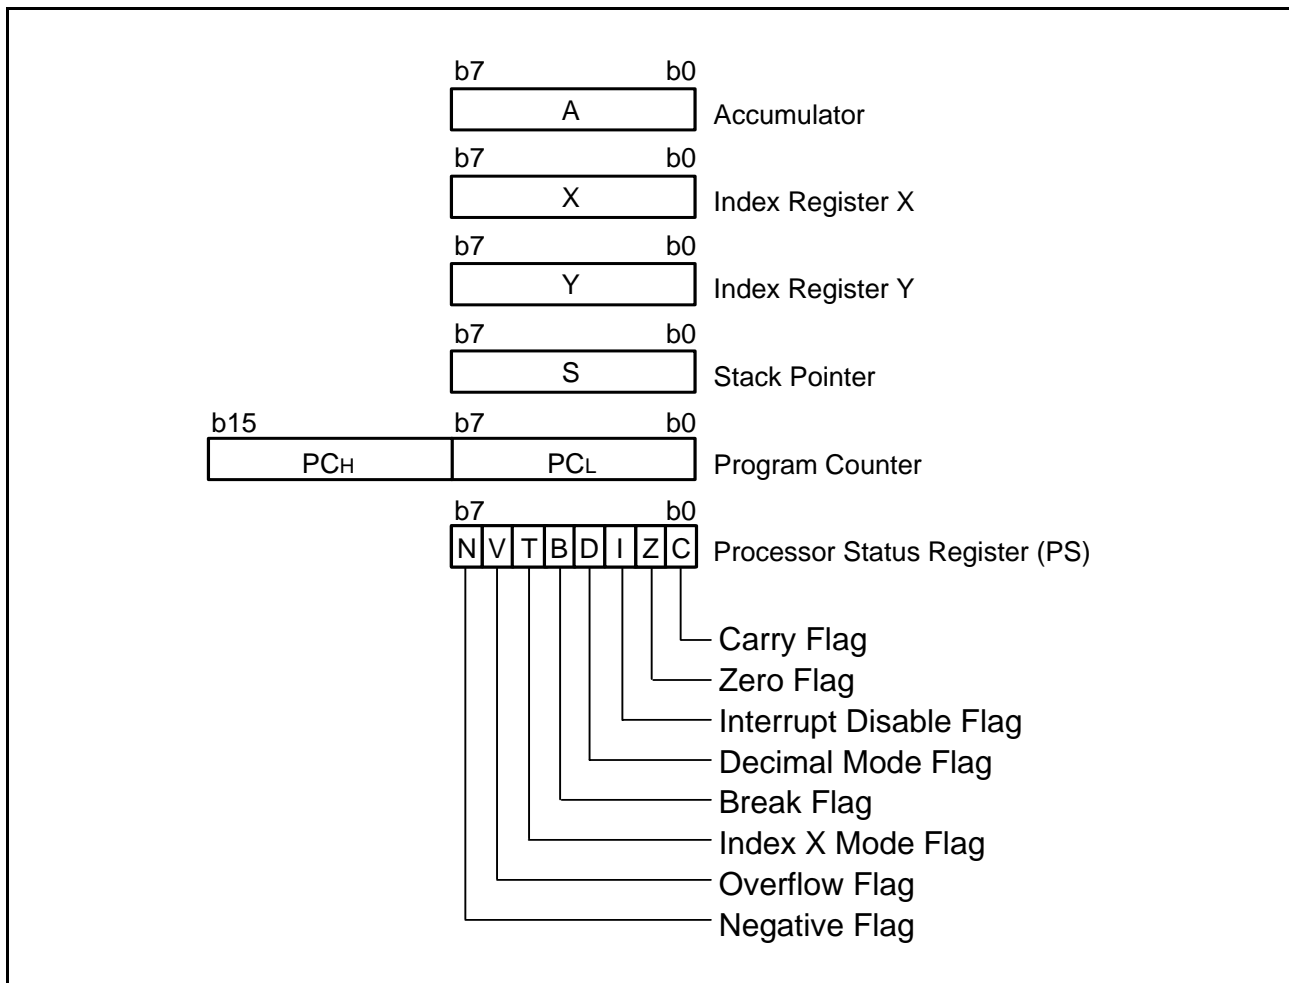 b7 b0
A Accumulator
b7 b0
X Index Register X
b7 b0
Y Index Register Y
b7 b0
S Stack Pointer
b15 b7 b0
PCH PCL Program Counter
b7 b0
N V T B D I Z C Processor Status Register (PS)
Carry Flag
Zero Flag
Interrupt Disable Flag
Decimal Mode Flag
Break Flag
Index X Mode Flag
Overflow Flag
Negative Flag